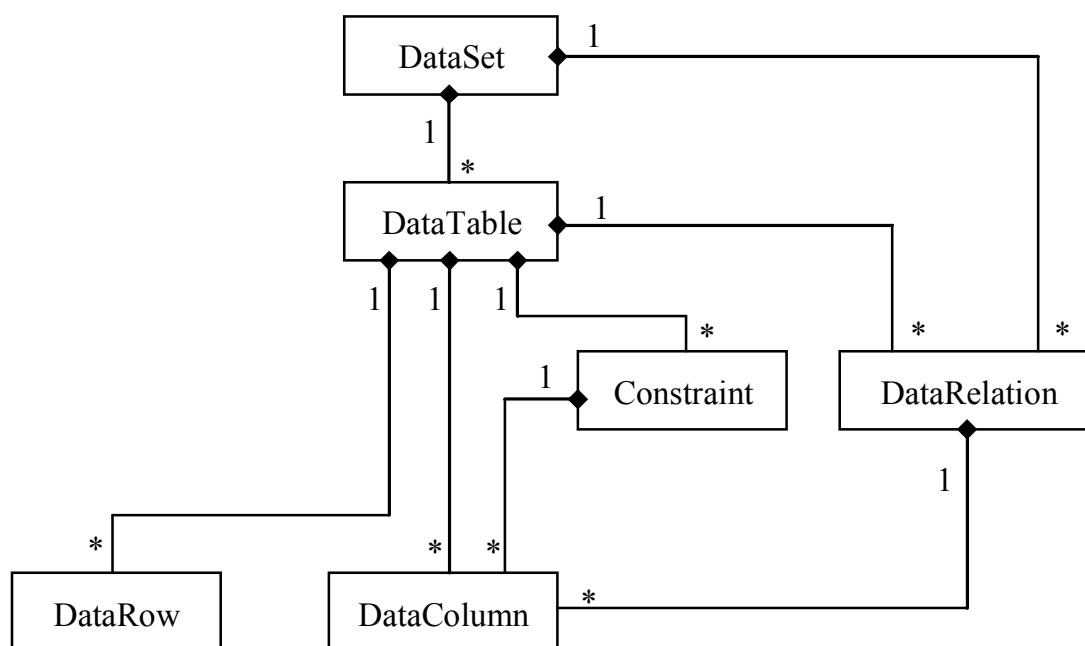 DataSet
1
1
*
DataTable
1
1
1
1
*
*
*
Constraint
DataRelation
1
1
*
*
*
*
DataRow
DataColumn